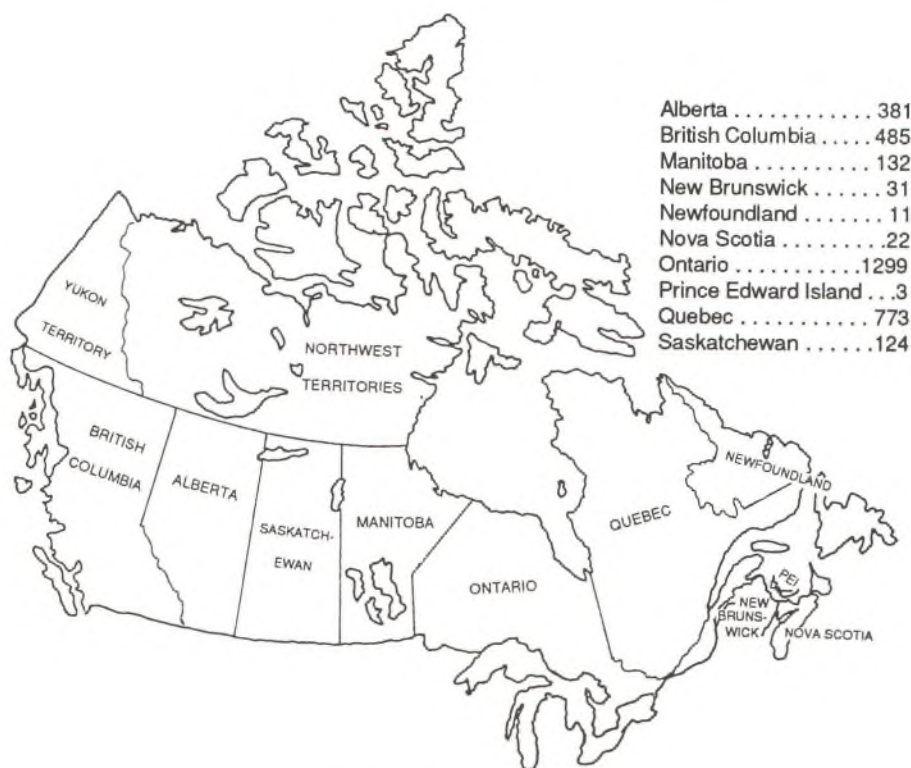 Alberta . . . . . . . . . . . . 381
British Columbia . . . . . 485
Manitoba . . . . . . . . . . 132
New Brunswick . . . . . . 31
Newfoundland . . . . . . . 11
Nova Scotia . . . . . . . . .22
Ontario . . . . . . . . . . .1299
Prince Edward Island . . .3
Quebec . . . . . . . . . . . 773
Saskatchewan . . . . . .124
YUKON
TERRITORY
NORTHWEST
TERRITORIES
BRITISH
COLUMBIA
ALBERTA
SASKATCH-
EWAN
MANITOBA
ONTARIO
QUEBEC
NEWFOUNDLAND
PEI
NEW
BRUNS-
WICK
NOVA SCOTIA